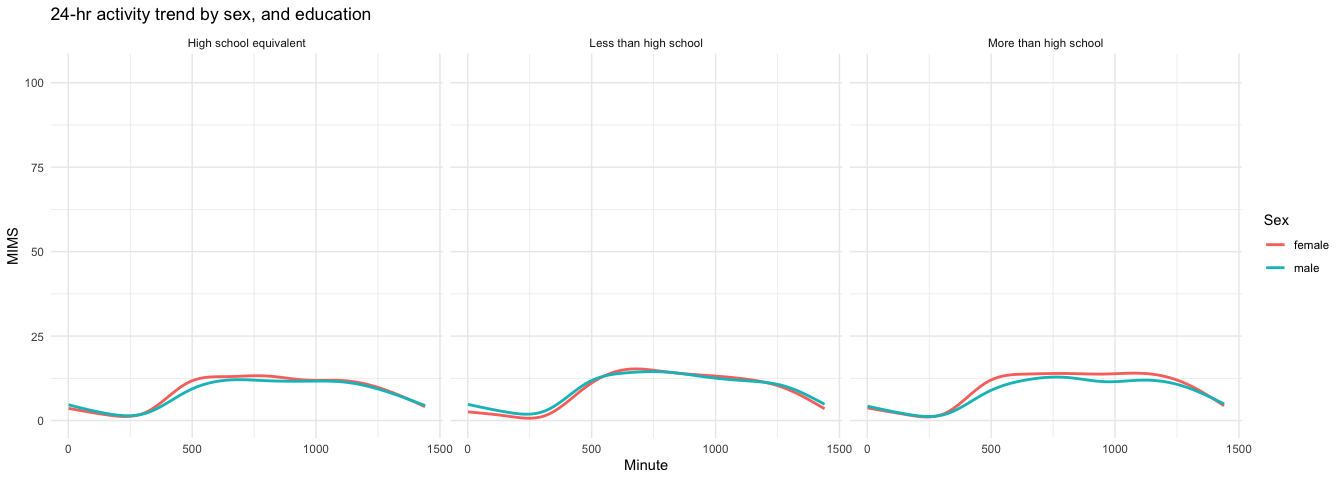 24-hr activity trend by sex, and education
High school equivalent
Less than high school
More than high school
MIMS
100
75
50
25
0
0 500 1000 1500
0 500 1000 1500
0 500 1000 1500
Minute
Sex
female
male